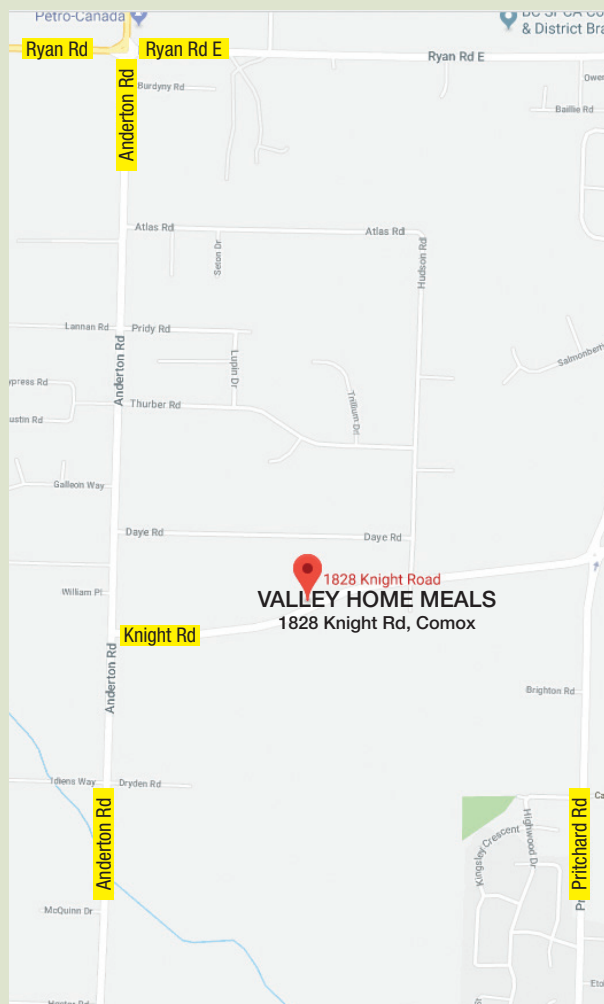 Petro-Canada
BC SPCA Co
& District Bra
Ryan Rd
Ryan Rd E
Ryan Rd E
Anderton Rd
Burdyny Rd
Owen
Baillie Rd
Atlas Rd
Atlas Rd
Seton Dr
Hudson Rd
Lannan Rd
Pridy Rd
Anderton Rd
Lupin Dr
Salmonberr
ypress Rd
Trillium Dr
Thurber Rd
ustin Rd
Galleon Way
Daye Rd
Daye Rd
1828 Knight Road
William Pl
VALLEY HOME MEALS
1828 Knight Rd, Comox
Knight Rd
Anderton Rd
Brighton Rd
Idiens Way
Dryden Rd
Ca
Anderton Rd
Pritchard Rd
Highwood Dr
Kingsley Crescent
McQuinn Dr
Pr
Eto